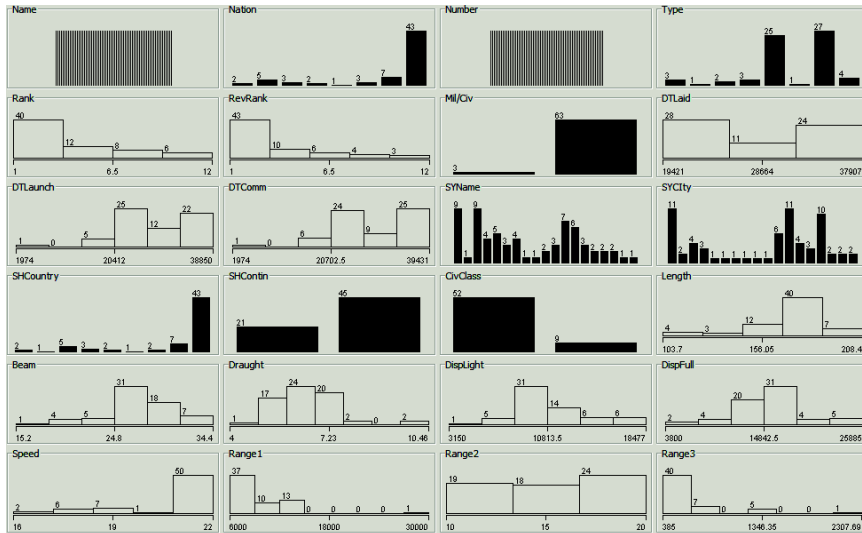 Name Nation Number Type
2 5 3 2 1 3 7 43 3 1 2 3 25 1 27 4
Rank RevRank Mil/Civ DTLaid
40 12 8 6 43 10 6 4 3 3 63 28 11 24
1 6.5 12 1 6.5 12 19421 28664 37907
DTLaunch DTComm SYName SYCIty
1 0 5 25 12 22 1 0 6 24 9 25 9 1 9 4 5 3 4 1 1 2 3 7 6 3 2 2 2 1 1 11 2 4 3 1 1 1 1 1 1 6 11 4 3 10 2 2 2
1974 20412 38850 1974 20702.5 39431
SHCountry SHContin CivClass Length
2 1 5 3 2 1 2 7 43 21 45 52 9 4 3 12 40 7
103.7 156.05 208.4
Beam Draught DispLight DispFull
1 4 5 31 18 7 1 17 24 20 2 0 2 1 5 31 14 6 6 2 4 20 31 4 5
15.2 24.8 34.4 4 7.23 10.46 3150 10813.5 18477 3800 14842.5 25885
Speed Range1 Range2 Range3
2 6 7 1 50 37 10 13 0 0 0 0 1 19 18 24 40 7 0 5 0 0 1
16 19 22 6000 18000 30000 10 15 20 385 1346.35 2307.69